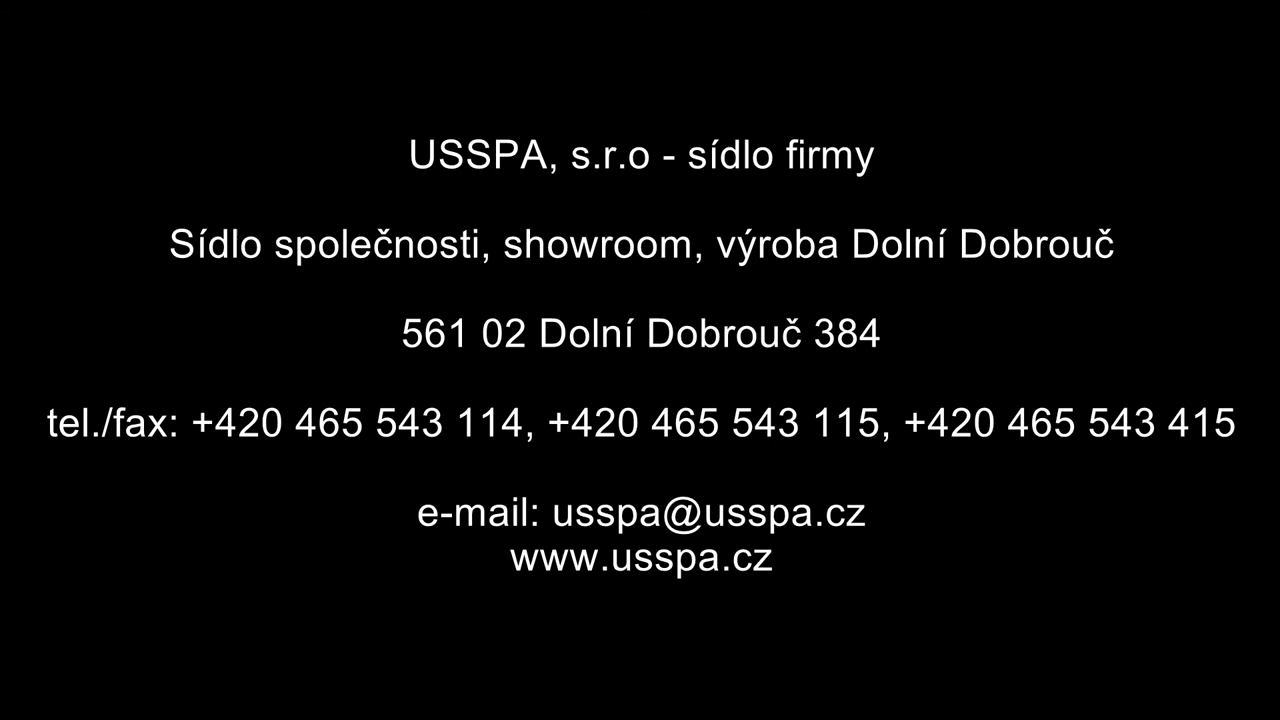 USSPA, s.r.o - sídlo firmy
Sídlo společnosti, showroom, výroba Dolní Dobrouč
561 02 Dolní Dobrouč 384
tel./fax: +420 465 543 114, +420 465 543 115, +420 465 543 415
e-mail: usspa@usspa.cz
www.usspa.cz